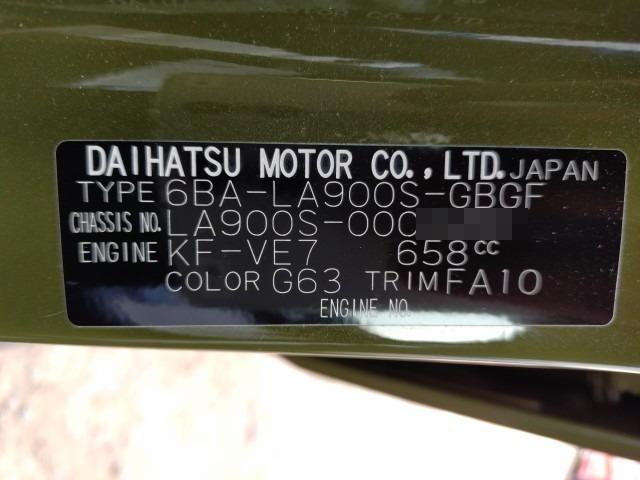 DAIHATSU MOTOR CO.,LTD.JAPAN
TYPE 6BA-LA900S-GBGF
CHASSIS NO. LA900S-000
ENGINE KF-VE7 658cc
COLOR G63 TRIM FA10
ENGINE NO.